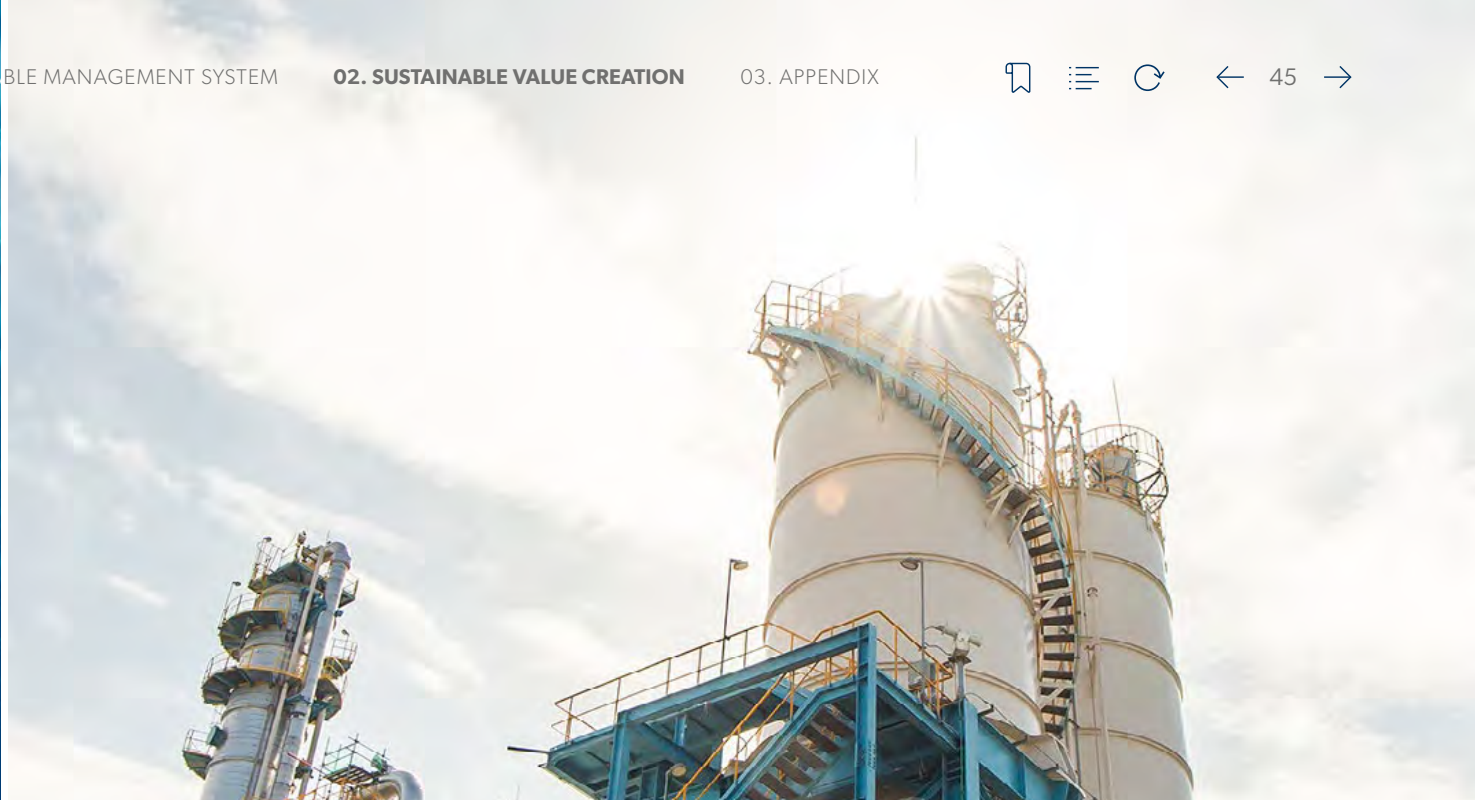 BLE MANAGEMENT SYSTEM 02. SUSTAINABLE VALUE CREATION 03. APPENDIX 45